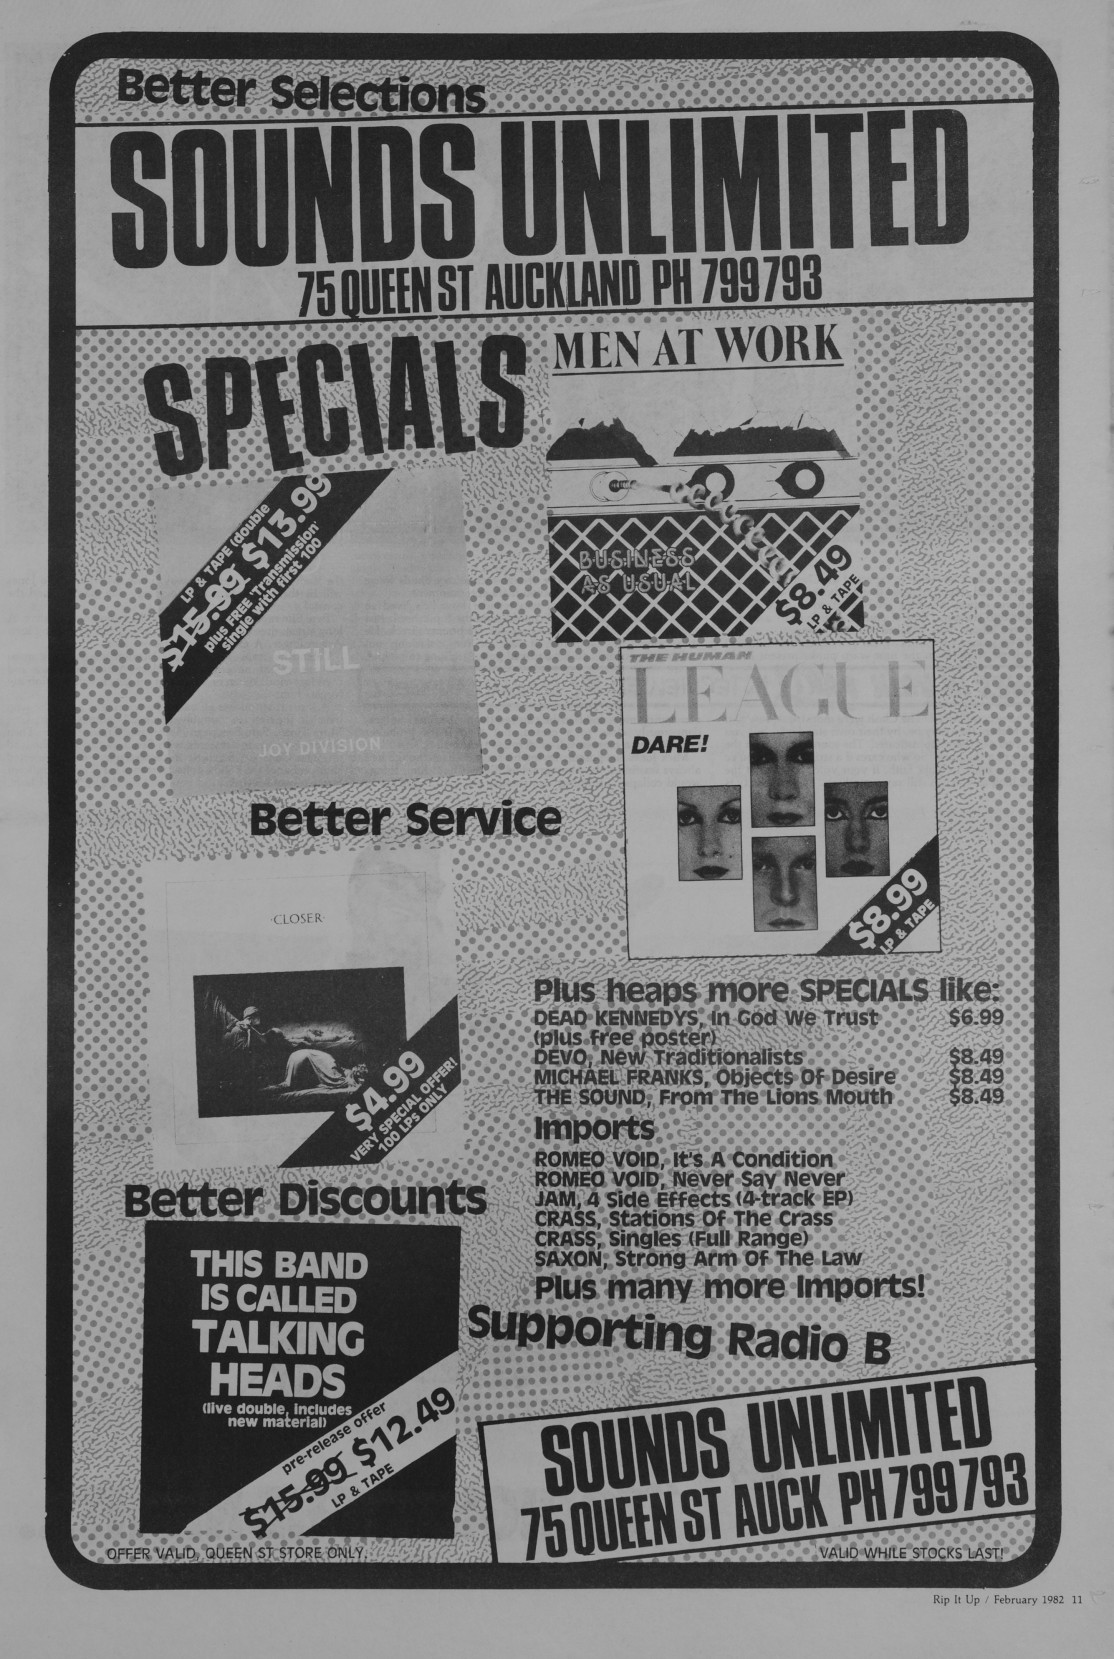 Better Selections
SOUNDS UNLIMITED
75 QUEEN ST AUCKLAND PH 799793
SPECIALS
MEN AT WORK
BUSINESS
AS USUAL
$8.49
LP & TAPE
LP & TAPE (double
$15.99 $13.99
plus FREE 'Transmission'
single with first 100
STILL
JOY DIVISION
THE HUMAN
LEAGUE
DARE!
$8.99
LP & TAPE
Better Service
·CLOSER·
$4.99
VERY SPECIAL OFFER!
100 LPs ONLY
Plus heaps more SPECIALS like:
DEAD KENNEDYS, In God We Trust $6.99
(plus free poster)
DEVO, New Traditionalists $8.49
MICHAEL FRANKS, Objects Of Desire $8.49
THE SOUND, From The Lions Mouth $8.49
Imports
ROMEO VOID, It's A Condition
ROMEO VOID, Never Say Never
JAM, 4 Side Effects (4-track EP)
CRASS, Stations Of The Crass
CRASS, Singles (Full Range)
SAXON, Strong Arm Of The Law
Plus many more Imports!
Better Discounts
THIS BAND
IS CALLED
TALKING
HEADS
(live double, includes
new material)
pre-release offer
$15.99 $12.49
LP & TAPE
Supporting Radio B
SOUNDS UNLIMITED
75 QUEEN ST AUCK PH 799793
OFFER VALID, QUEEN ST STORE ONLY.
VALID WHILE STOCKS LAST!
Rip It Up / February 1982 11